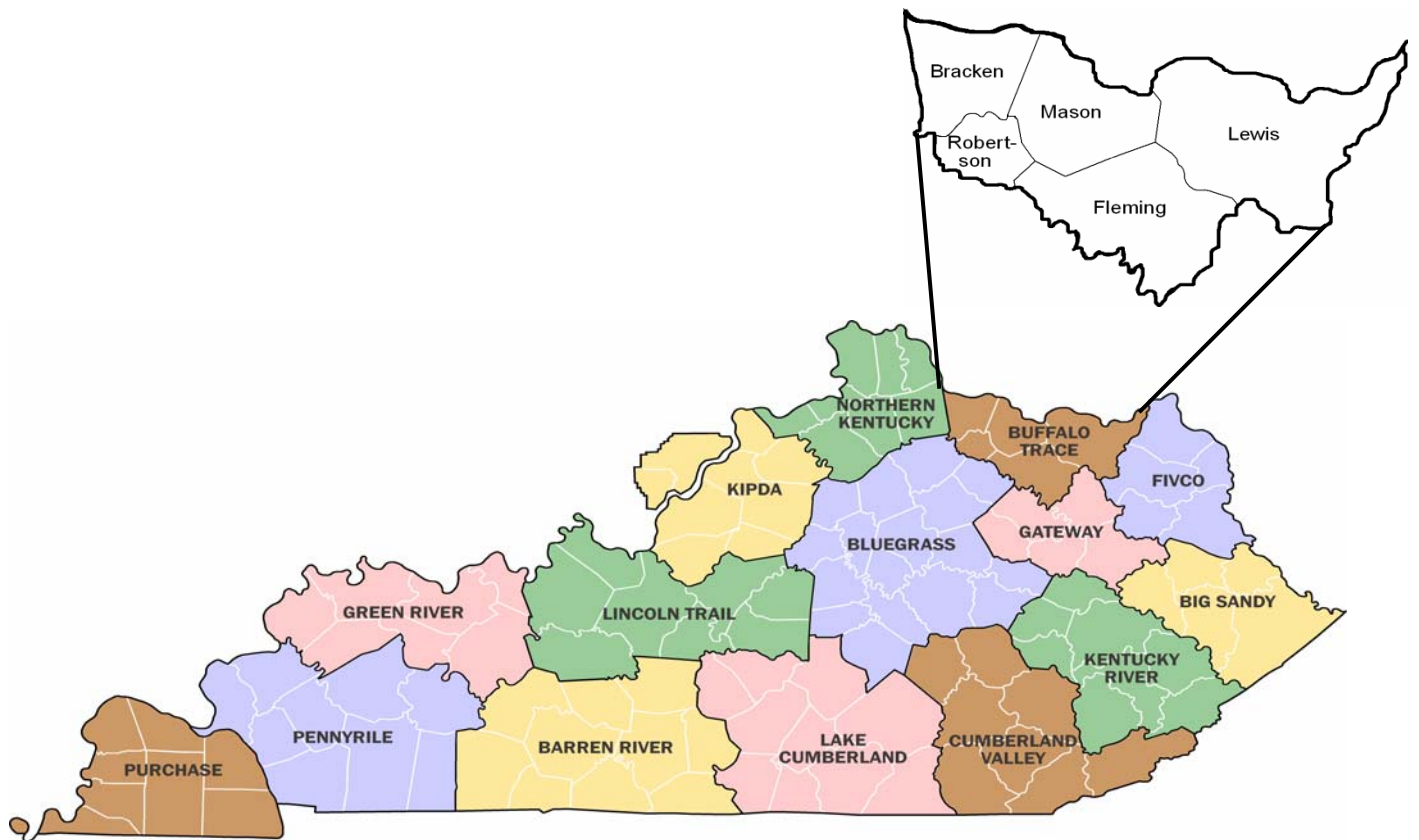 Bracken
Mason
Lewis
Robert-
son
Fleming
NORTHERN
KENTUCKY
BUFFALO
TRACE
FIVCO
KIPDA
GATEWAY
BLUEGRASS
BIG SANDY
GREEN RIVER
LINCOLN TRAIL
KENTUCKY
RIVER
PENNYRILE
BARREN RIVER
LAKE
CUMBERLAND
CUMBERLAND
VALLEY
PURCHASE